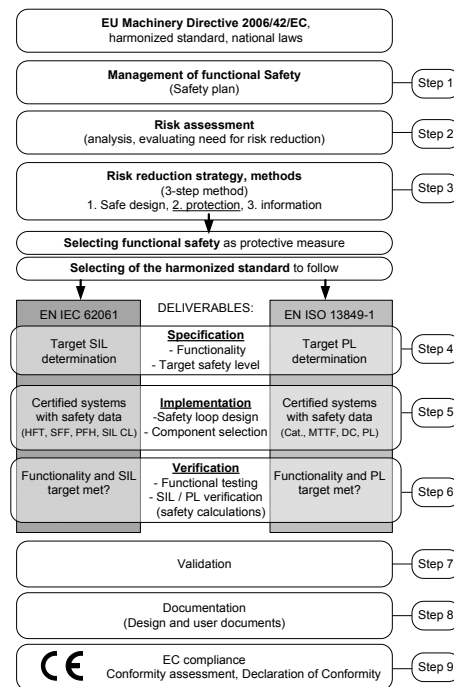 EU Machinery Directive 2006/42/EC,
harmonized standard, national laws
Management of functional Safety
(Safety plan)
Step 1
Risk assessment
(analysis, evaluating need for risk reduction)
Step 2
Risk reduction strategy, methods
(3-step method)
1. Safe design, 2. protection, 3. information
Step 3
Selecting functional safety as protective measure
Selecting of the harmonized standard to follow
EN IEC 62061
DELIVERABLES:
EN ISO 13849-1
Target SIL
determination
Specification
- Functionality
- Target safety level
Target PL
determination
Step 4
Certified systems
with safety data
(HFT, SFF, PFH, SIL CL)
Implementation
-Safety loop design
- Component selection
Certified systems
with safety data
(Cat., MTTF, DC, PL)
Step 5
Functionality and SIL
target met?
Verification
- Functional testing
- SIL / PL verification
(safety calculations)
Functionality and PL
target met?
Step 6
Validation
Step 7
Documentation
(Design and user documents)
Step 8
CE
EC compliance
Conformity assessment, Declaration of Conformity
Step 9